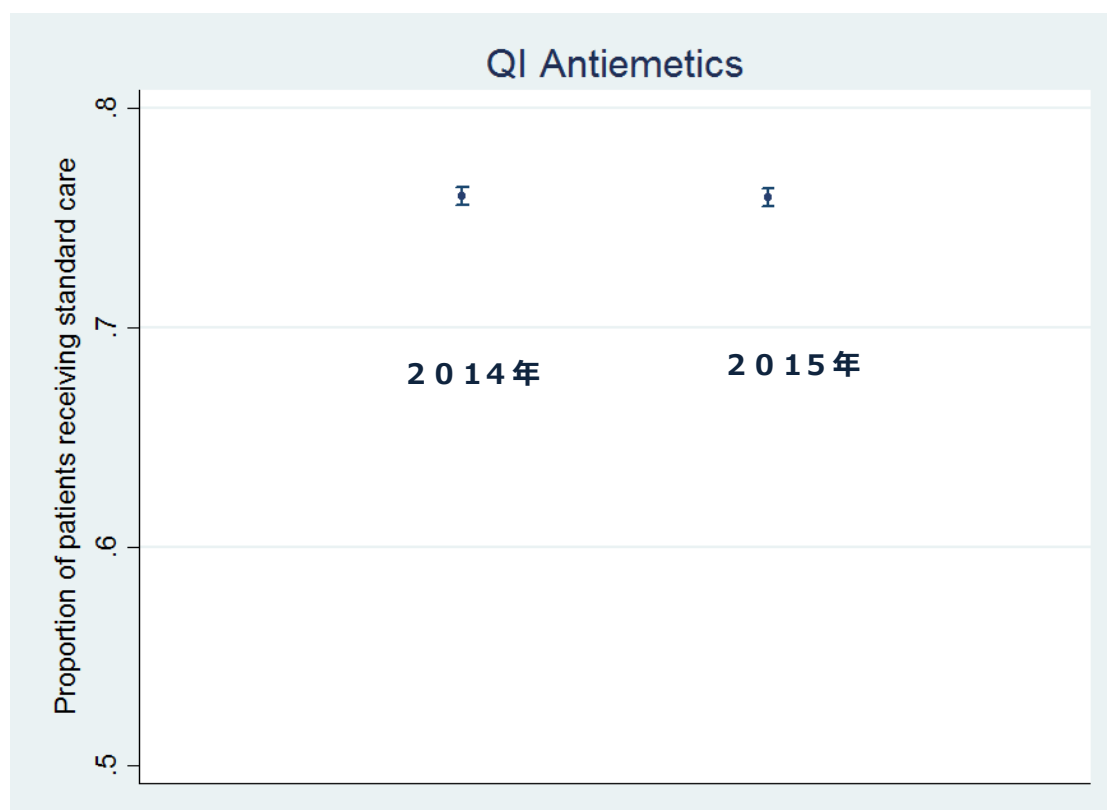 QI Antiemetics
Proportion of patients receiving standard care
.8
.7
.6
.5
２０１４年
２０１５年